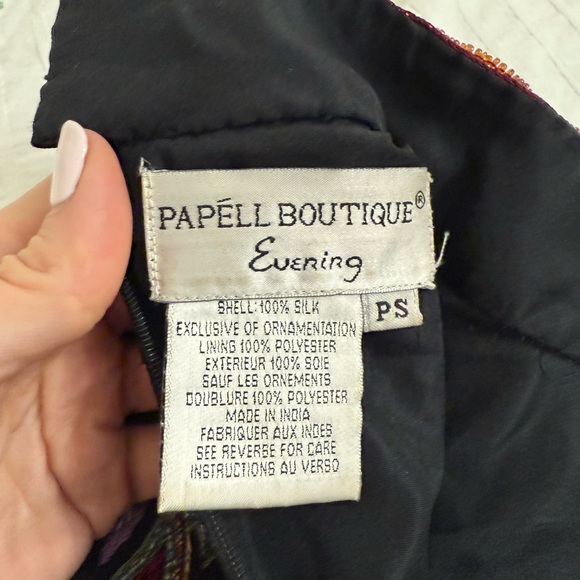 PAPÉLL BOUTIQUE®
Evening
PS
SHELL: 100% SILK
EXCLUSIVE OF ORNAMENTATION
LINING 100% POLYESTER
EXTERIEUR 100% SOIE
SAUF LES ORNEMENTS
DOUBLURE 100% POLYESTER
MADE IN INDIA
FABRIQUER AUX INDES
SEE REVERSE FOR CARE
INSTRUCTIONS AU VERSO